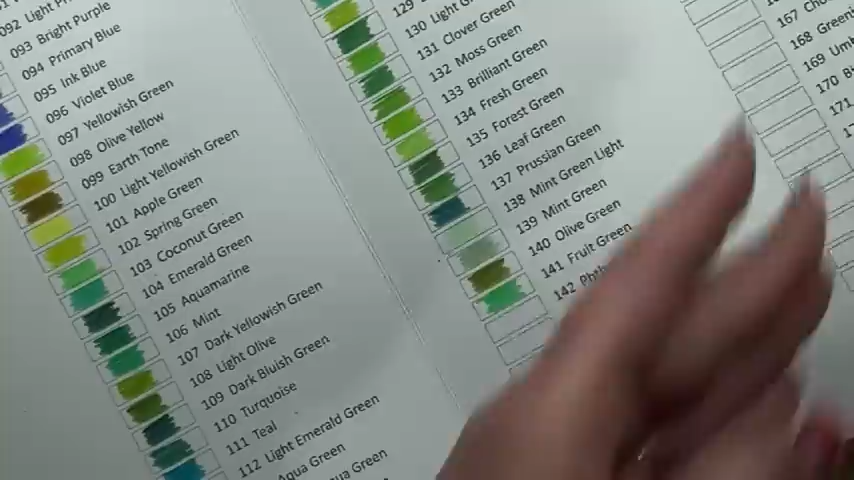 092 Light
093 Bright Purple
094 Primary Blue
095 Ink Blue
096 Violet Blue
097 Yellowish Green
098 Olive Yellow
099 Earth Tone
100 Light Yellowish Green
101 Apple Green
102 Spring Green
103 Coconut Green
104 Emerald Green
105 Aquamarine
106 Mint
107 Dark Yellowish Green
108 Light Olive
109 Dark Bluish Green
110 Turquoise
111 Teal
112 Light Emerald Green
Aqua Green
Green
129
130 Light
131 Clover Green
132 Moss Green
133 Brilliant Green
134 Fresh Green
135 Forest Green
136 Leaf Green
137 Prussian Green
138 Mint Green Light
139 Mint Green
140 Olive Green
141 Fruit Green
142
167
168
169
170
171